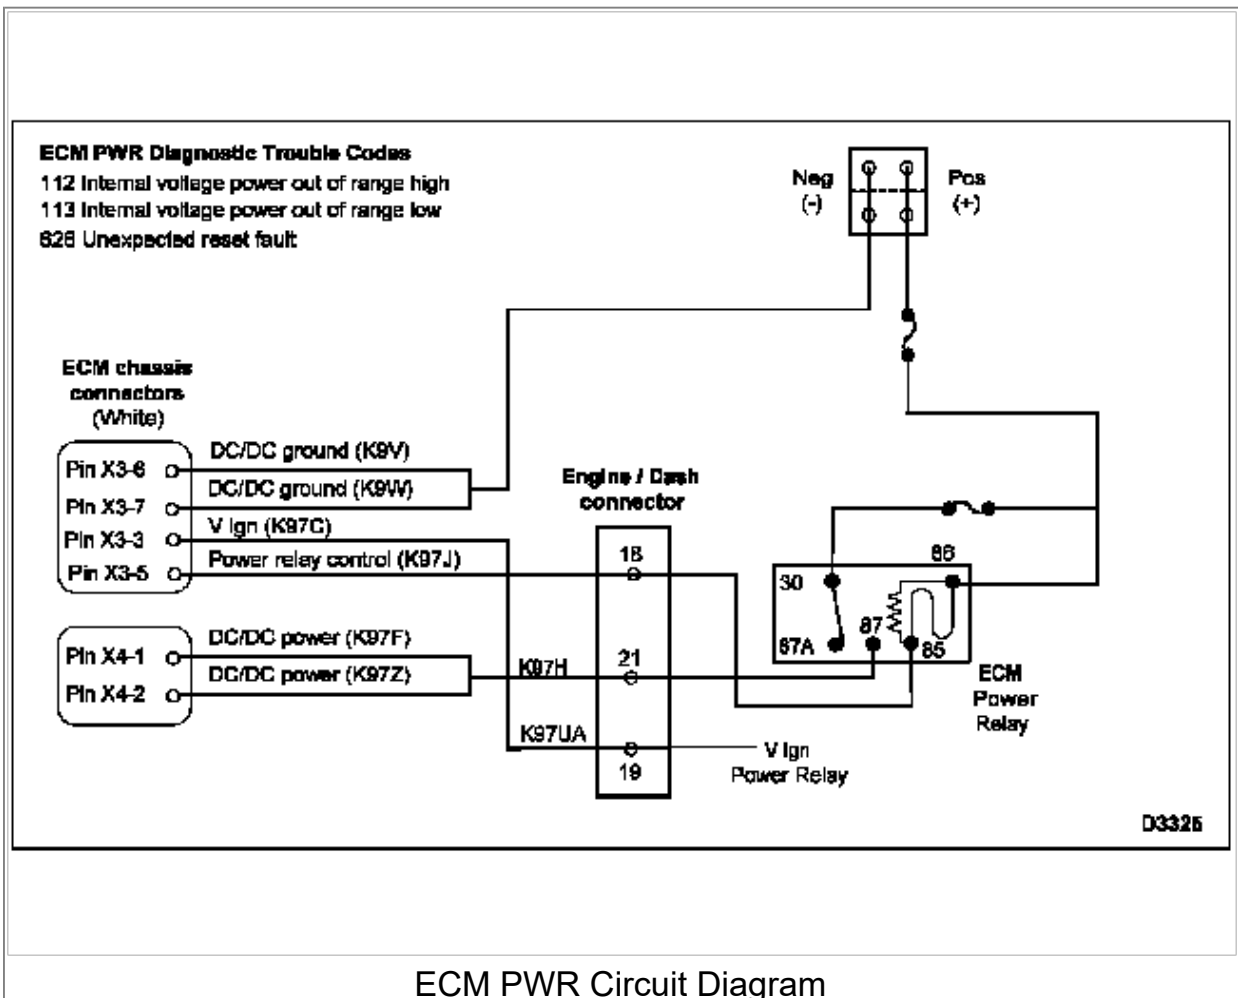 ECM PWR Diagnostic Trouble Codes
112 Internal voltage power out of range high
113 Internal voltage power out of range low
626 Unexpected reset fault
Neg
(-)
Pos
(+)
ECM chassis
connectors
(White)
Pin X3-6
DC/DC ground (K9V)
Pin X3-7
DC/DC ground (K9W)
Pin X3-3
V Ign (K97C)
Pin X3-5
Power relay control (K97J)
Pin X4-1
DC/DC power (K97F)
Pin X4-2
DC/DC power (K97Z)
Engine / Dash
connector
18
K97H
21
K97UA
19
V Ign
Power Relay
86
30
87
87A
85
ECM
Power
Relay
D3325
ECM PWR Circuit Diagram